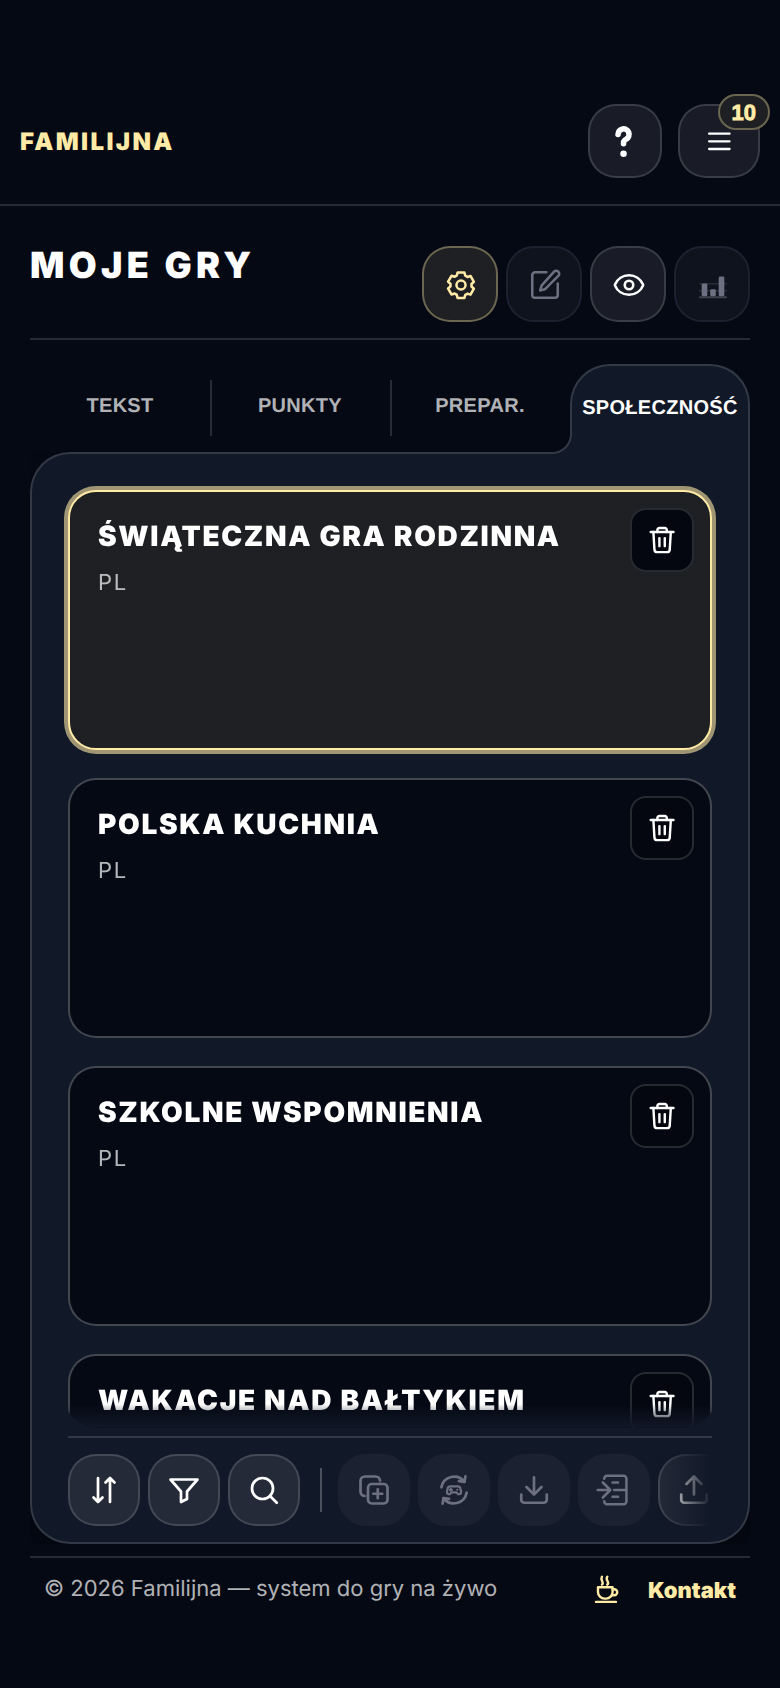 FAMILIJNA
?
10
MOJE GRY
TEKST
PUNKTY
PREPAR.
SPOŁECZNOŚĆ
ŚWIĄTECZNA GRA RODZINNA
PL
POLSKA KUCHNIA
PL
SZKOLNE WSPOMNIENIA
PL
WAKACJE NAD BAŁTYKIEM
© 2026 Familijna — system do gry na żywo
Kontakt